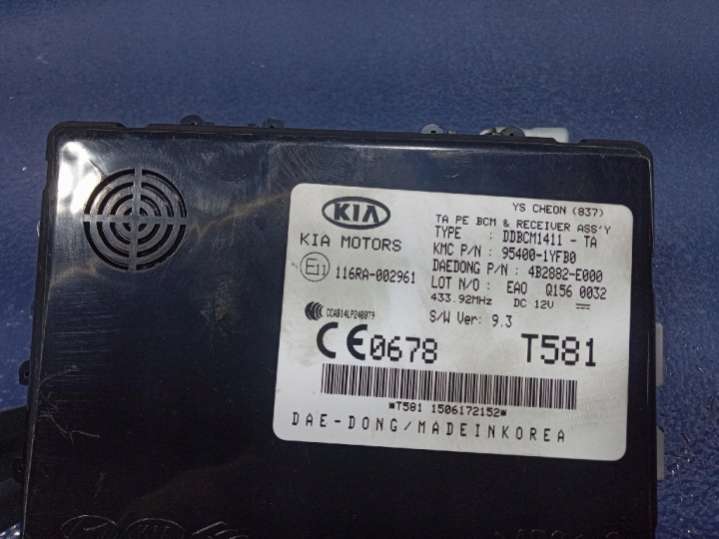 YS CHEON (837)
KIA
TA PE BCM & RECEIVER ASS'Y
TYPE : DDBCM1411 - TA
KIA MOTORS
KMC P/N : 95400-1YFB0
DAEDONG P/N : 4B2882-E000
E11 116RA-002961
LOT N/O : EAO Q156 0032
433.92MHz DC 12V
CCAB14LP2480T9
S/W Ver: 9.3
CE0678 T581
*T581 1506172152*
DAE-DONG/MADEINKOREA